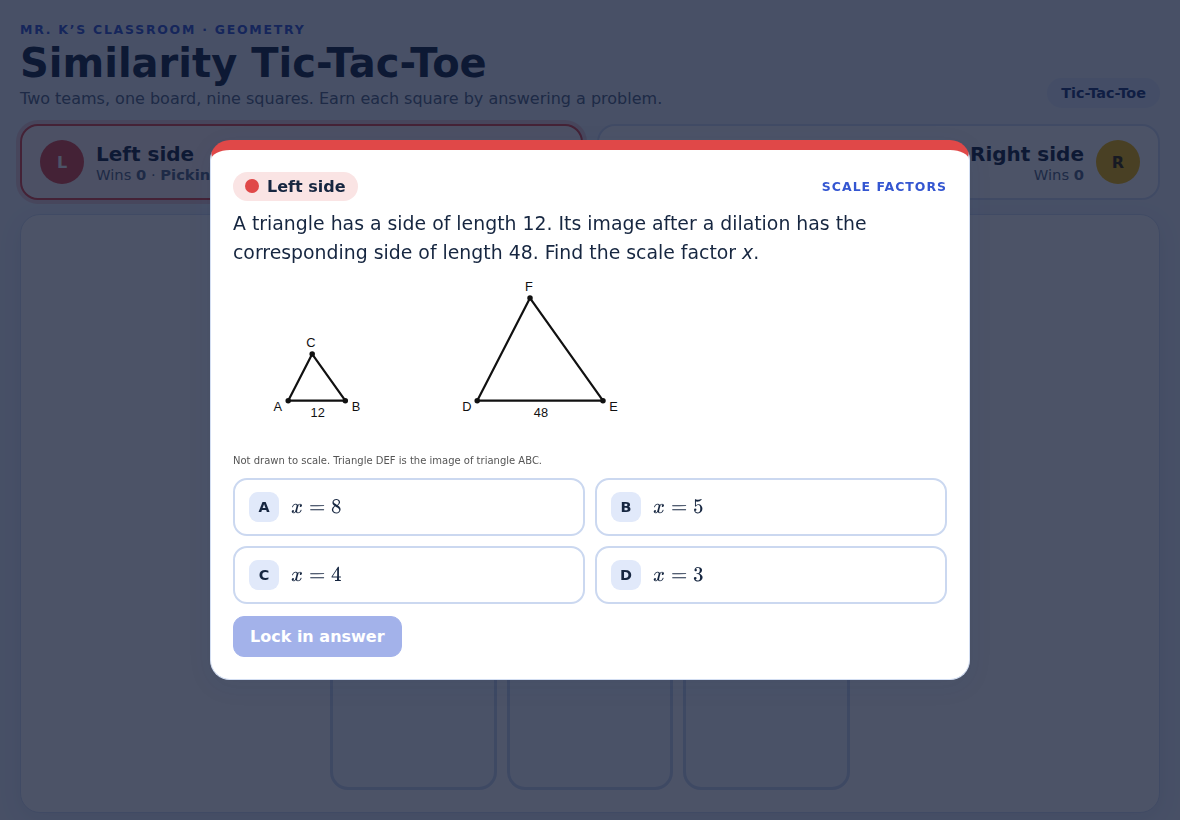 MR. K’S CLASSROOM · GEOMETRY
Similarity Tic-Tac-Toe
Two teams, one board, nine squares. Earn each square by answering a problem.
Tic-Tac-Toe
L
Left side
Wins 0 · Pickin
Right side
Wins 0
R
Left side
SCALE FACTORS
A triangle has a side of length 12. Its image after a dilation has the
corresponding side of length 48. Find the scale factor x.
F
C
A
B
12
D
E
48
Not drawn to scale. Triangle DEF is the image of triangle ABC.
A x = 8
B x = 5
C x = 4
D x = 3
Lock in answer